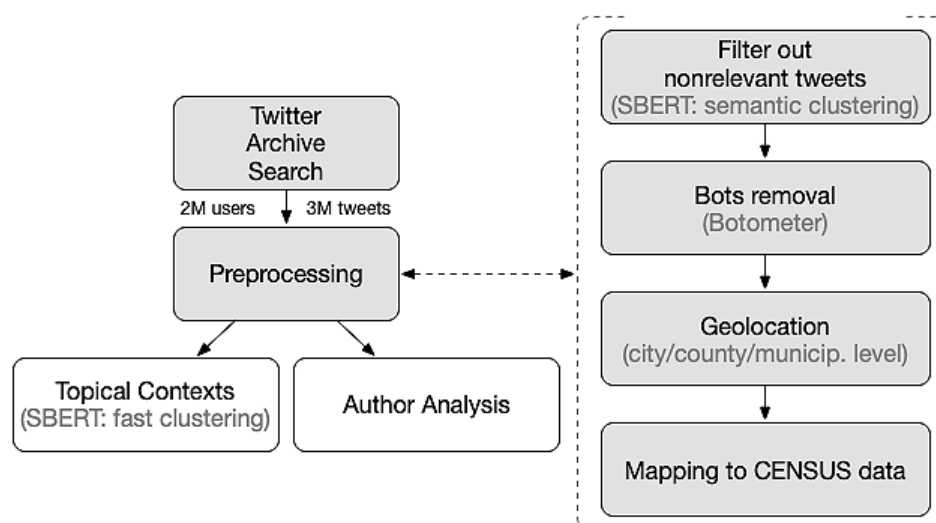 Twitter
Archive
Search
2M users
3M tweets
Preprocessing
Topical Contexts
(SBERT: fast clustering)
Author Analysis
Filter out
nonrelevant tweets
(SBERT: semantic clustering)
Bots removal
(Botometer)
Geolocation
(city/county/municip. level)
Mapping to CENSUS data